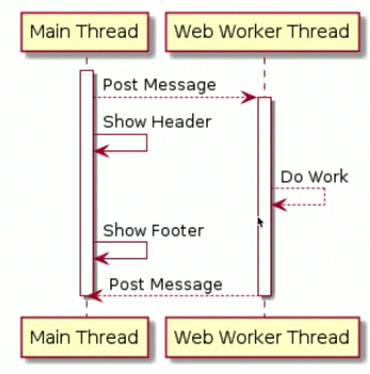 Main Thread
Web Worker Thread
Post Message
Show Header
Do Work
Show Footer
Post Message
Main Thread
Web Worker Thread